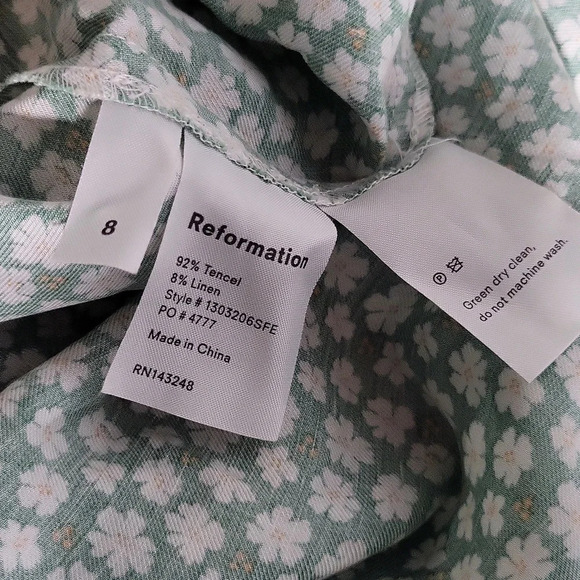 8
Reformation
92% Tencel
8% Linen
Style # 1303206SFE
PO # 4777
Made in China
RN143248
P
Green dry clean,
do not machine wash.